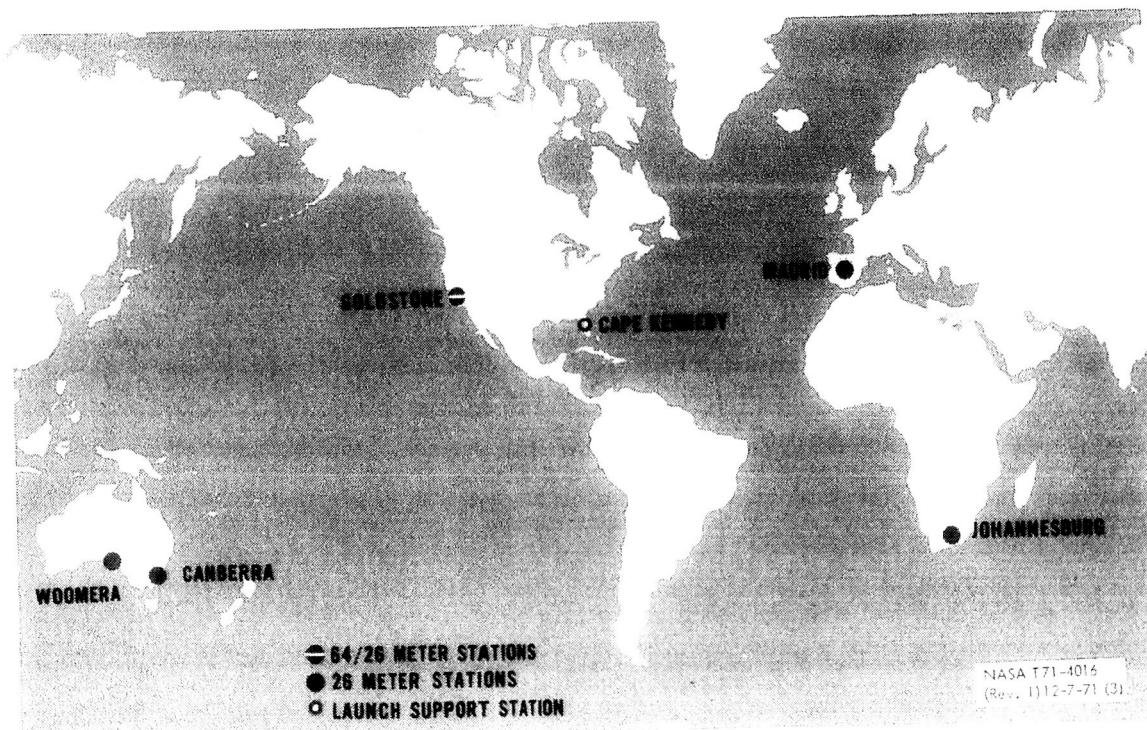 MADRID
GOLDSTONE
CAPE KENNEDY
JOHANNESBURG
CANBERRA
WOOMERA
64/26 METER STATIONS
26 METER STATIONS
LAUNCH SUPPORT STATION
NASA T71-4016
(Rev. 1)12-7-71 (3)